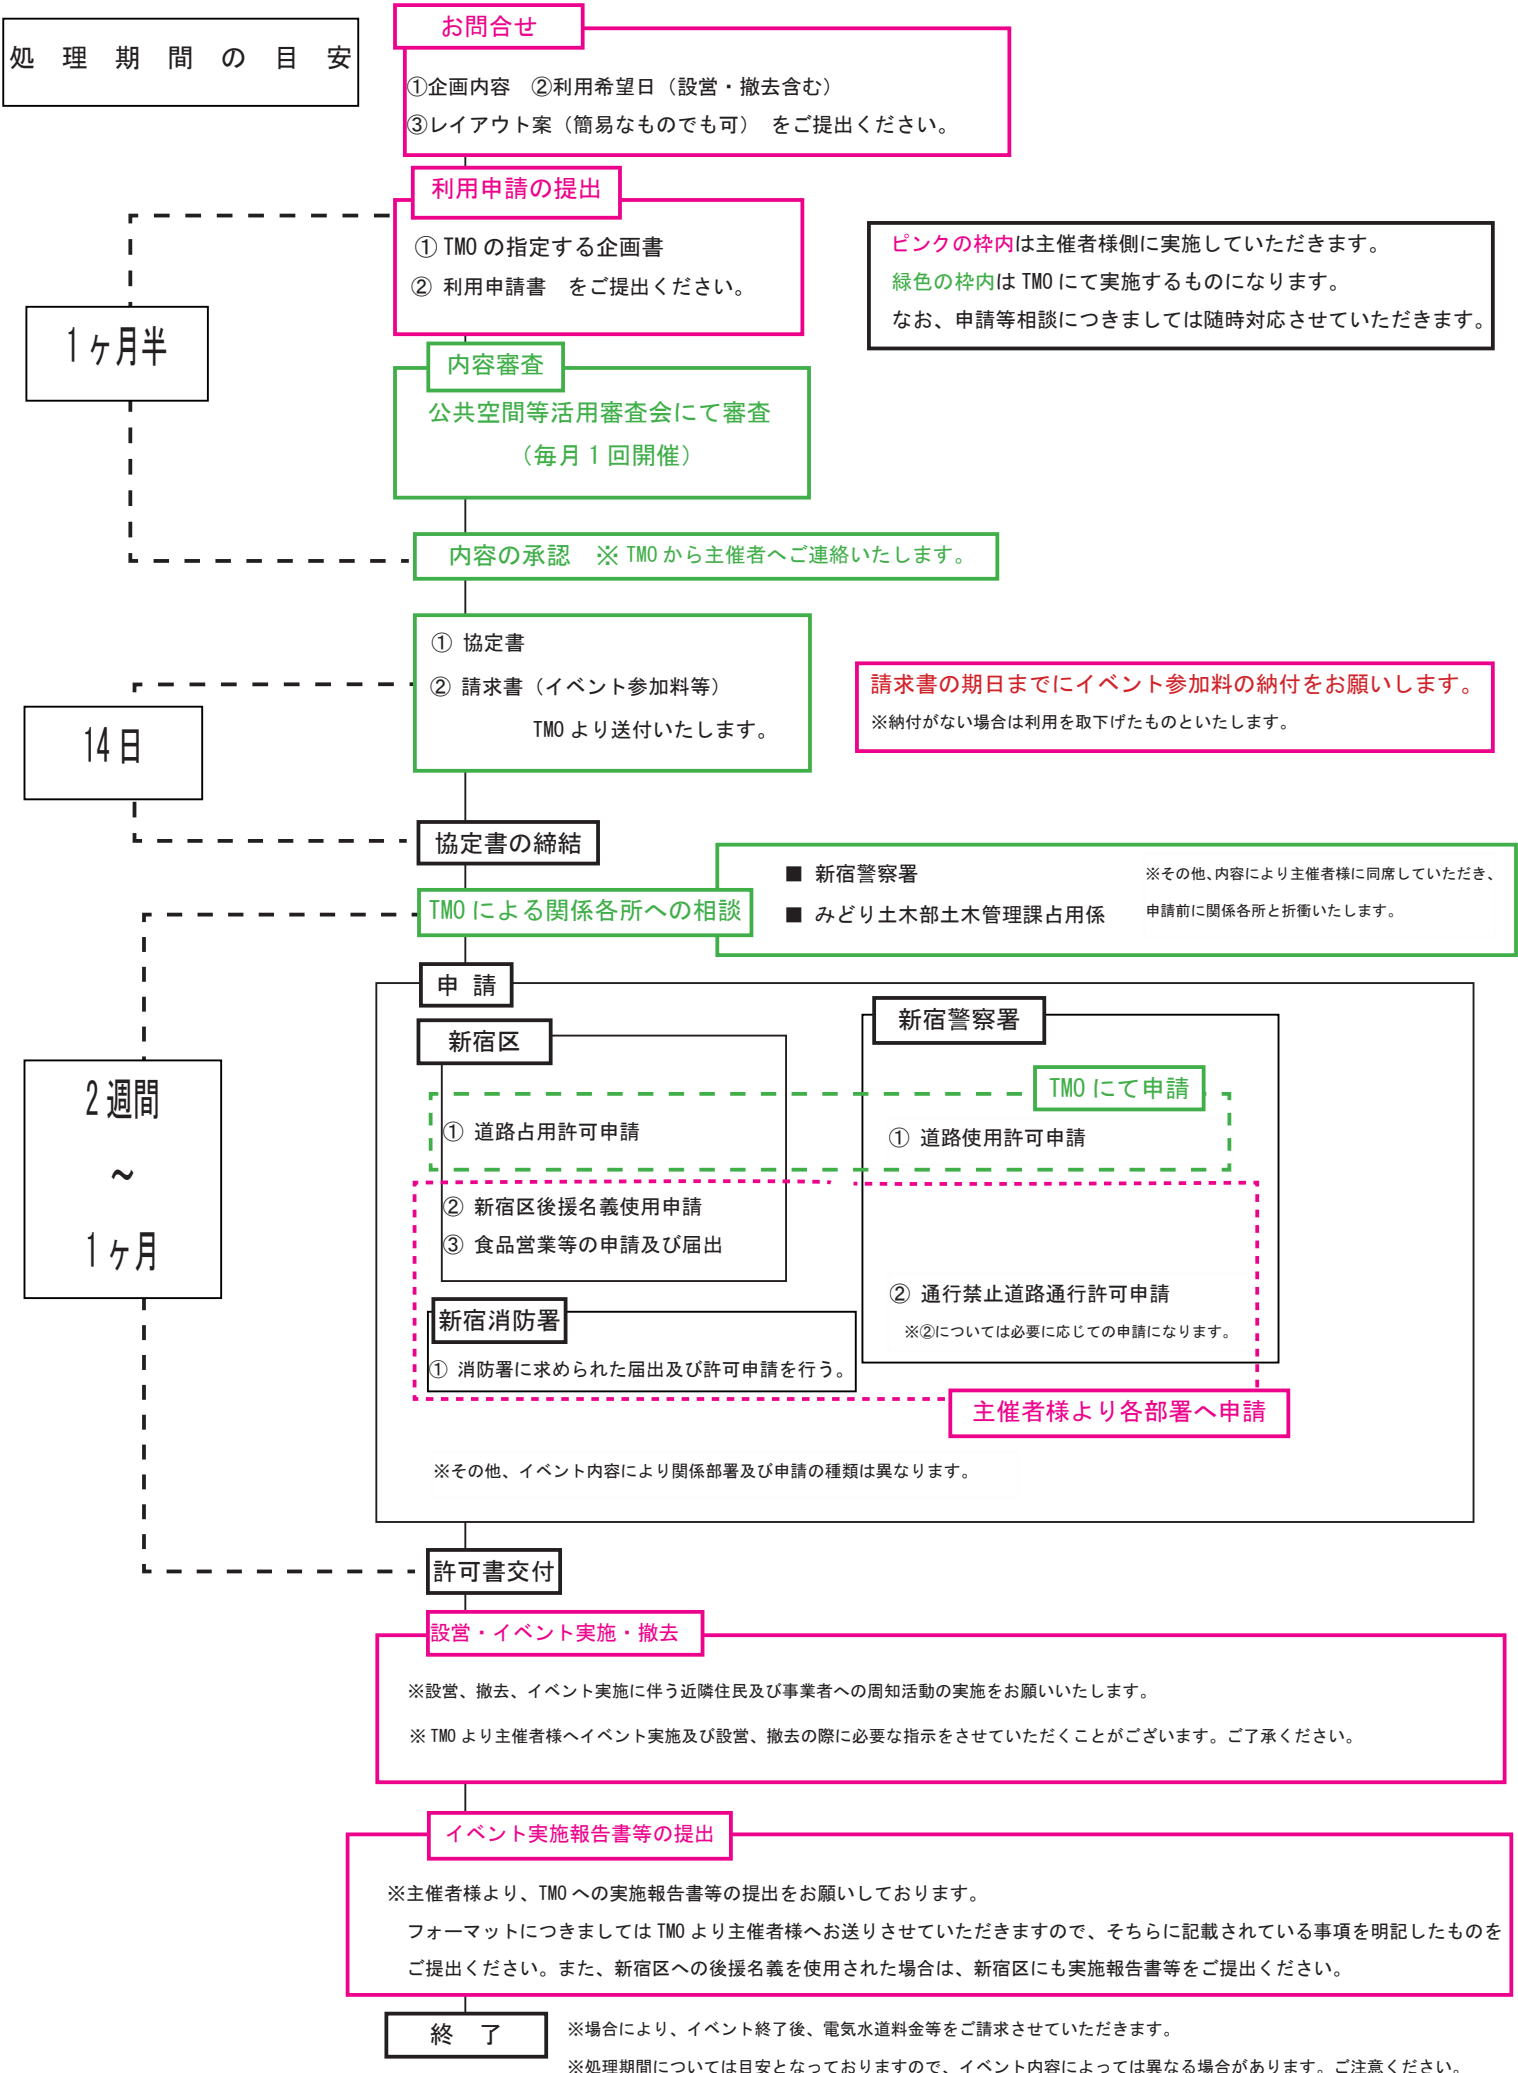 処理期間の目安
お問合せ
①企画内容　②利用希望日（設営・撤去含む）
③レイアウト案（簡易なものでも可）　をご提出ください。
利用申請の提出
① TMO の指定する企画書
② 利用申請書　をご提出ください。
ピンクの枠内は主催者様側に実施していただきます。
緑色の枠内は TMO にて実施するものになります。
なお、申請等相談につきましては随時対応させていただきます。
1ヶ月半
内容審査
公共空間等活用審査会にて審査
（毎月１回開催）
内容の承認　※ TMO から主催者へご連絡いたします。
① 協定書
② 請求書（イベント参加料等）
TMO より送付いたします。
請求書の期日までにイベント参加料の納付をお願いします。
※納付がない場合は利用を取下げたものといたします。
14日
協定書の締結
TMO による関係各所への相談
■ 新宿警察署
■ みどり土木部土木管理課占用係
※その他、内容により主催者様に同席していただき、
申請前に関係各所と折衝いたします。
申 請
新宿区
新宿警察署
TMO にて申請
① 道路占用許可申請
① 道路使用許可申請
② 新宿区後援名義使用申請
③ 食品営業等の申請及び届出
② 通行禁止道路通行許可申請
※②については必要に応じての申請になります。
2週間
～
1ヶ月
新宿消防署
① 消防署に求められた届出及び許可申請を行う。
主催者様より各部署へ申請
※その他、イベント内容により関係部署及び申請の種類は異なります。
許可書交付
設営・イベント実施・撤去
※設営、撤去、イベント実施に伴う近隣住民及び事業者への周知活動の実施をお願いいたします。
※ TMO より主催者様へイベント実施及び設営、撤去の際に必要な指示をさせていただくことがございます。ご了承ください。
イベント実施報告書等の提出
※主催者様より、TMO への実施報告書等の提出をお願いしております。
フォーマットにつきましては TMO より主催者様へお送りさせていただきますので、そちらに記載されている事項を明記したものを
ご提出ください。また、新宿区への後援名義を使用された場合は、新宿区にも実施報告書等をご提出ください。
終 了
※場合により、イベント終了後、電気水道料金等をご請求させていただきます。
※処理期間については目安となっておりますので、イベント内容によっては異なる場合があります。ご注意ください。